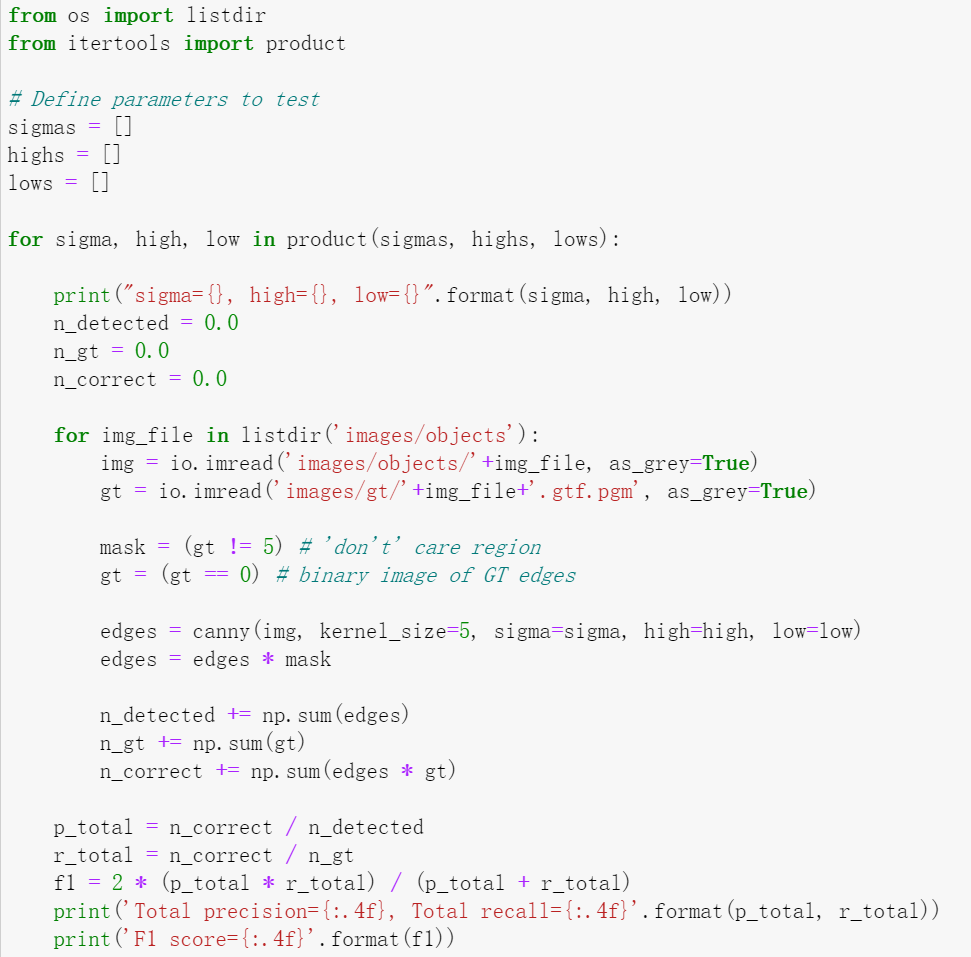 from os import listdir
from itertools import product

# Define parameters to test
sigmas = []
highs = []
lows = []

for sigma, high, low in product(sigmas, highs, lows):

    print("sigma={}, high={}, low={}".format(sigma, high, low))
    n_detected = 0.0
    n_gt = 0.0
    n_correct = 0.0

    for img_file in listdir('images/objects'):
        img = io.imread('images/objects/'+img_file, as_grey=True)
        gt = io.imread('images/gt/'+img_file+'.gtf.pgm', as_grey=True)

        mask = (gt != 5) # 'don't' care region
        gt = (gt == 0) # binary image of GT edges

        edges = canny(img, kernel_size=5, sigma=sigma, high=high, low=low)
        edges = edges * mask

        n_detected += np.sum(edges)
        n_gt += np.sum(gt)
        n_correct += np.sum(edges * gt)

    p_total = n_correct / n_detected
    r_total = n_correct / n_gt
    f1 = 2 * (p_total * r_total) / (p_total + r_total)
    print('Total precision={:.4f}, Total recall={:.4f}'.format(p_total, r_total))
    print('F1 score={:.4f}'.format(f1))